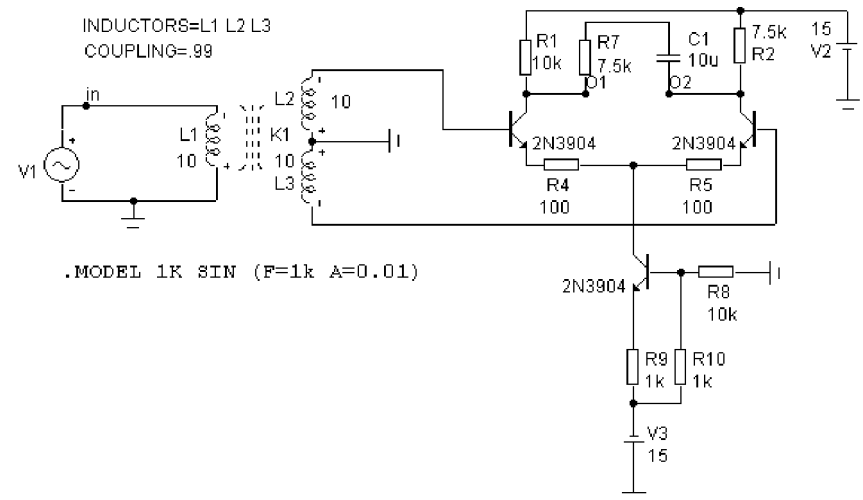 INDUCTORS=L1 L2 L3
COUPLING=.99
in
V1
+
-
L1
10
+
K1
L2
10
+
10
L3
+
R1
10k
R7
7.5k
O1
C1
10u
O2
7.5k
R2
15
V2
2N3904
2N3904
R4
100
R5
100
.MODEL 1K SIN (F=1k A=0.01)
2N3904
R8
10k
R9
1k
R10
1k
V3
15